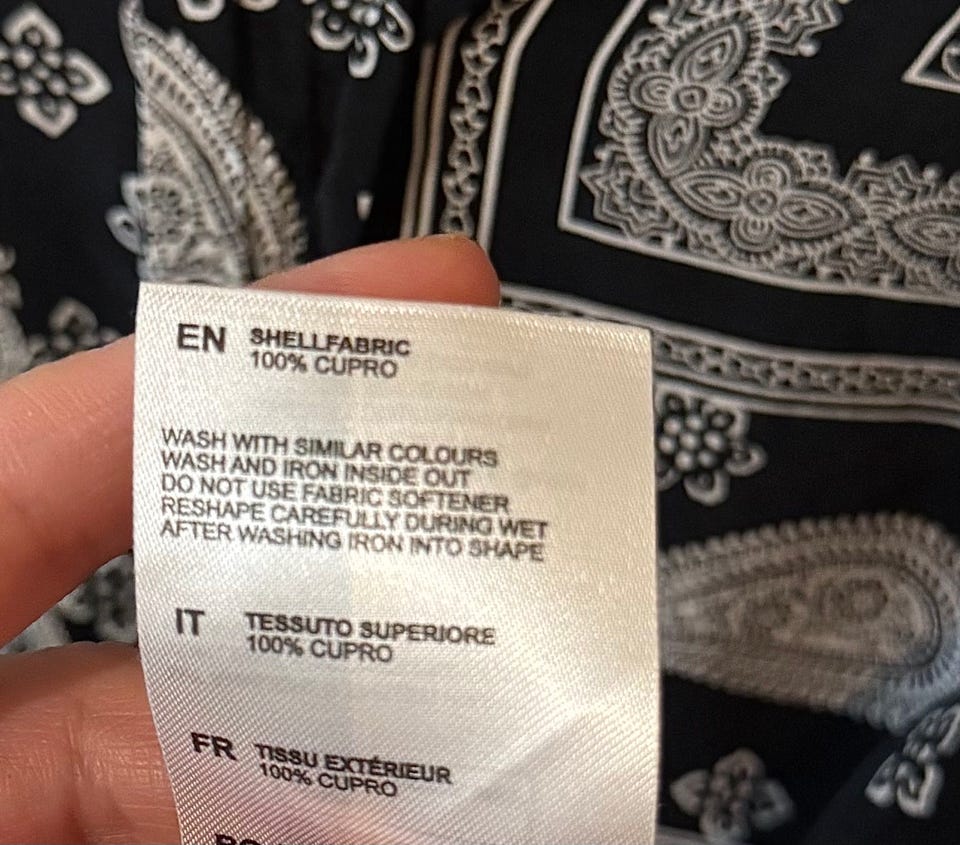 EN SHELLFABRIC
100% CUPRO
WASH WITH SIMILAR COLOURS
WASH AND IRON INSIDE OUT
DO NOT USE FABRIC SOFTENER
RESHAPE CAREFULLY DURING WET
AFTER WASHING IRON INTO SHAPE
IT TESSUTO SUPERIORE
100% CUPRO
FR TISSU EXTÉRIEUR
100% CUPRO